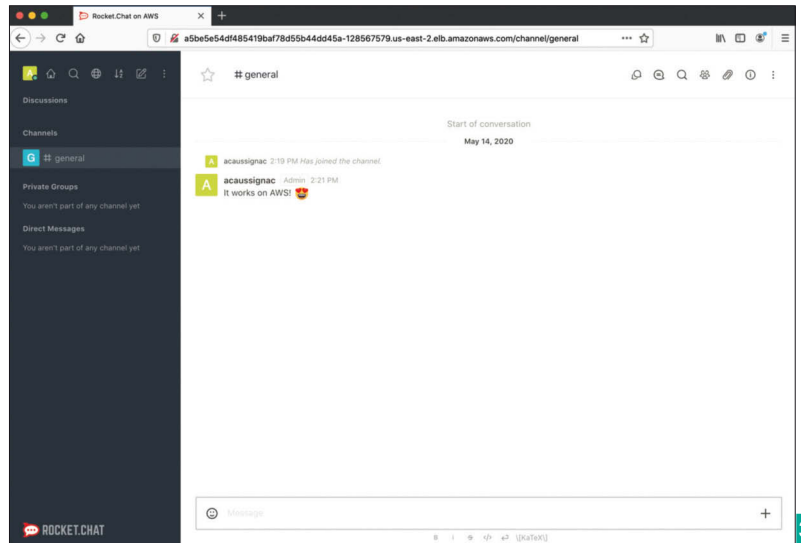 Rocket.Chat on AWS
a5be5e54df485419baf78d55b44dd45a-128567579.us-east-2.elb.amazonaws.com/channel/general
A
# general
Discussions
Channels
G # general
Private Groups
You aren't part of any channel yet
Direct Messages
You aren't part of any channel yet
ROCKET.CHAT
Start of conversation
May 14, 2020
A acaussignac 2:19 PM Has joined the channel.
A acaussignac Admin 2:21 PM
It works on AWS!
Message
B i S </> \[KaTeX\]